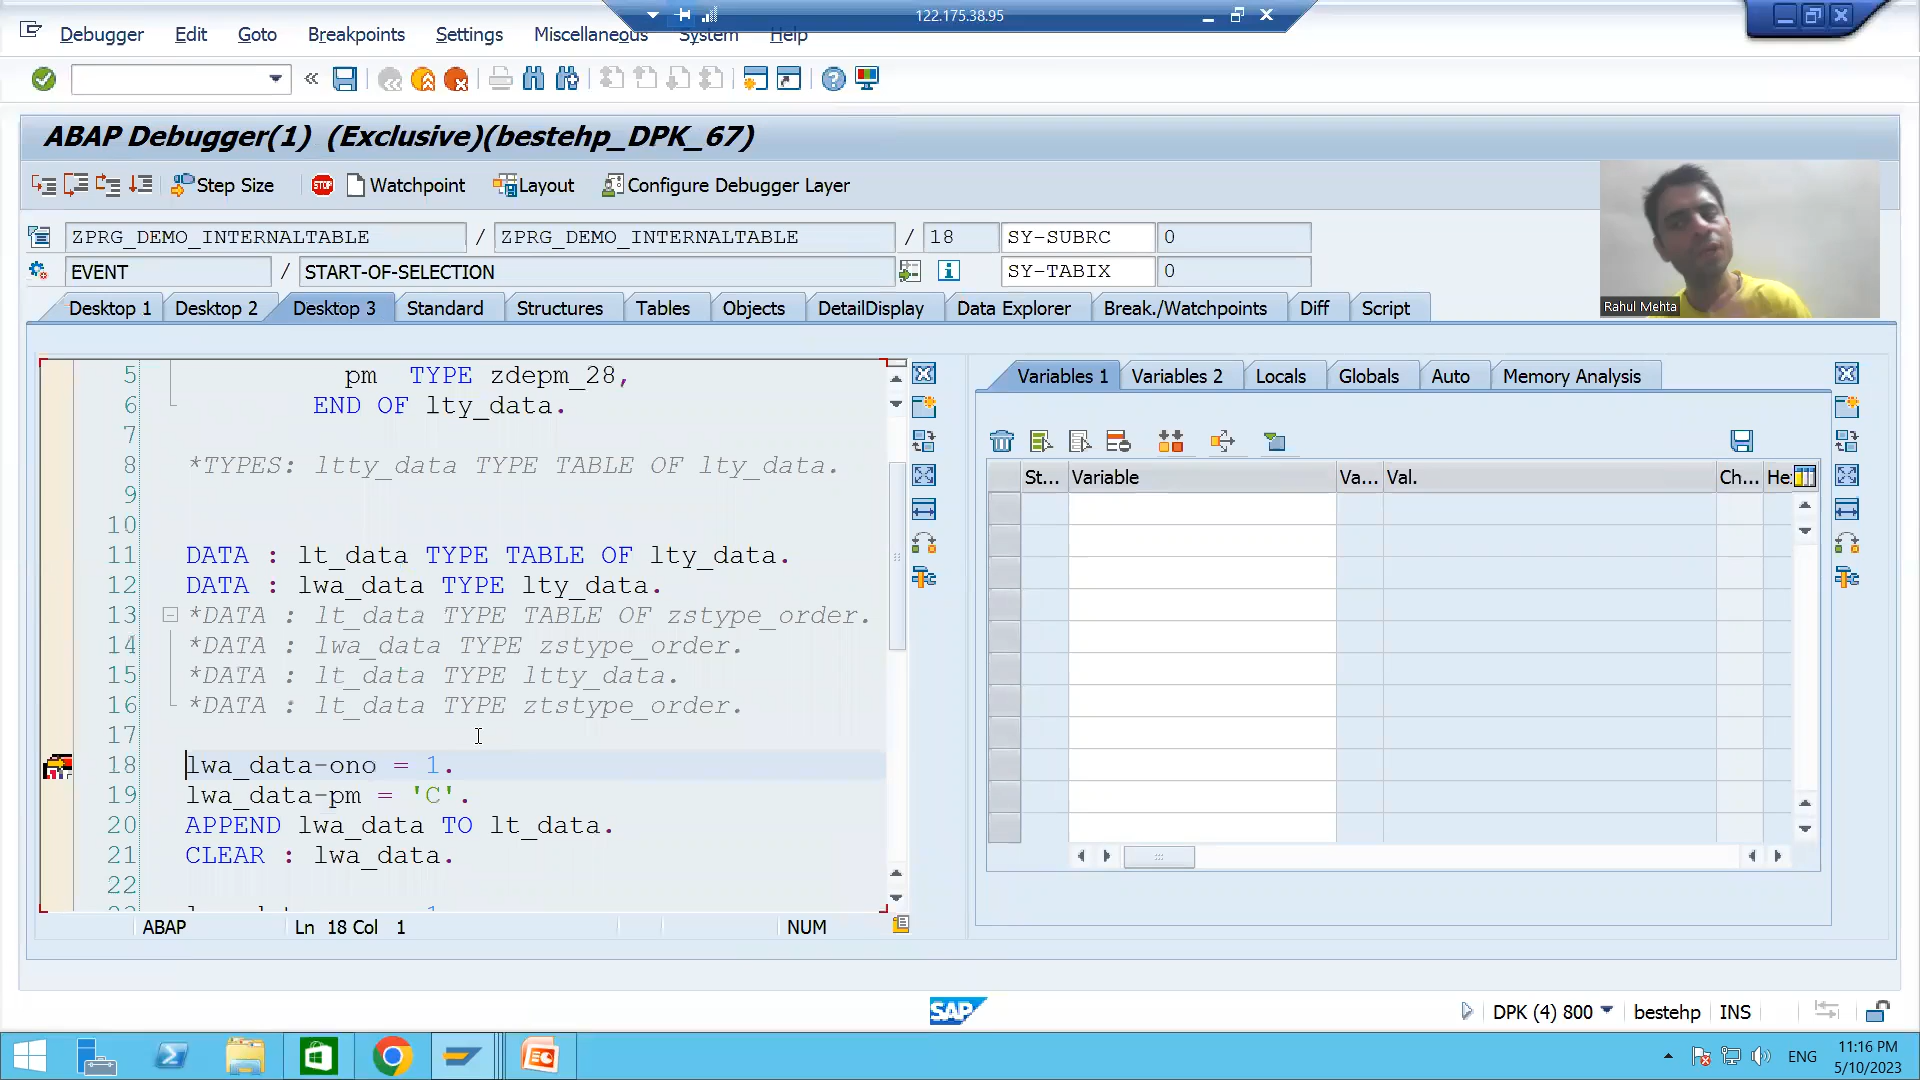 122.175.38.95
Debugger Edit Goto Breakpoints Settings Miscellaneous System Help
ABAP Debugger(1) (Exclusive)(bestehp_DPK_67)
Step Size STOP Watchpoint Layout Configure Debugger Layer
ZPRG_DEMO_INTERNALTABLE / ZPRG_DEMO_INTERNALTABLE / 18 SY-SUBRC 0
EVENT / START-OF-SELECTION SY-TABIX 0
Rahul Mehta
Desktop 1 Desktop 2 Desktop 3 Standard Structures Tables Objects DetailDisplay Data Explorer Break./Watchpoints Diff Script
5 pm TYPE zdepm_28,
6 END OF lty_data.
7
8 *TYPES: ltty_data TYPE TABLE OF lty_data.
9
10
11 DATA : lt_data TYPE TABLE OF lty_data.
12 DATA : lwa_data TYPE lty_data.
13 *DATA : lt_data TYPE TABLE OF zstype_order.
14 *DATA : lwa_data TYPE zstype_order.
15 *DATA : lt_data TYPE ltty_data.
16 *DATA : lt_data TYPE ztstype_order.
17
18 lwa_data-ono = 1.
19 lwa_data-pm = 'C'.
20 APPEND lwa_data TO lt_data.
21 CLEAR : lwa_data.
22
ABAP Ln 18 Col 1 NUM
Variables 1 Variables 2 Locals Globals Auto Memory Analysis
St... Variable Va... Val. Ch... He
SAP
DPK (4) 800 bestehp INS
ENG
11:16 PM
5/10/2023